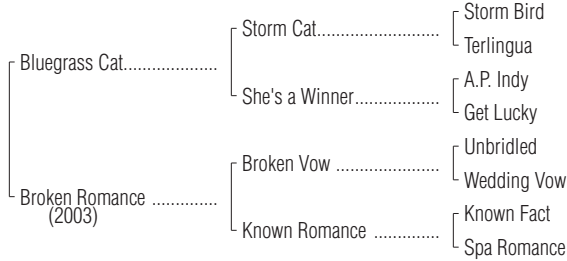 Storm Bird
Storm Cat........................................
Terlingua
Bluegrass Cat....................
A.P. Indy
She's a Winner..................
Get Lucky
Unbridled
Broken Vow ......................
Wedding Vow
Broken Romance ..............
(2003)
Known Fact
Known Romance ..............
Spa Romance